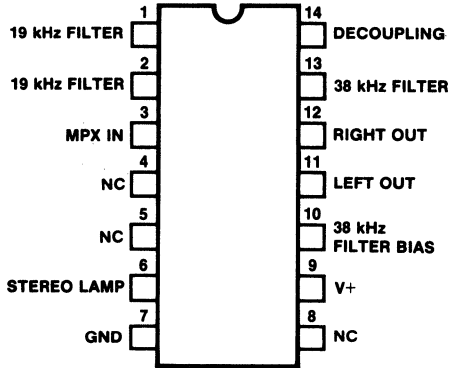 1
19 kHz FILTER
2
19 kHz FILTER
3
MPX IN
4
NC
5
NC
6
STEREO LAMP
7
GND
14
DECOUPLING
13
38 kHz FILTER
12
RIGHT OUT
11
LEFT OUT
10
38 kHz
FILTER BIAS
9
V+
8
NC